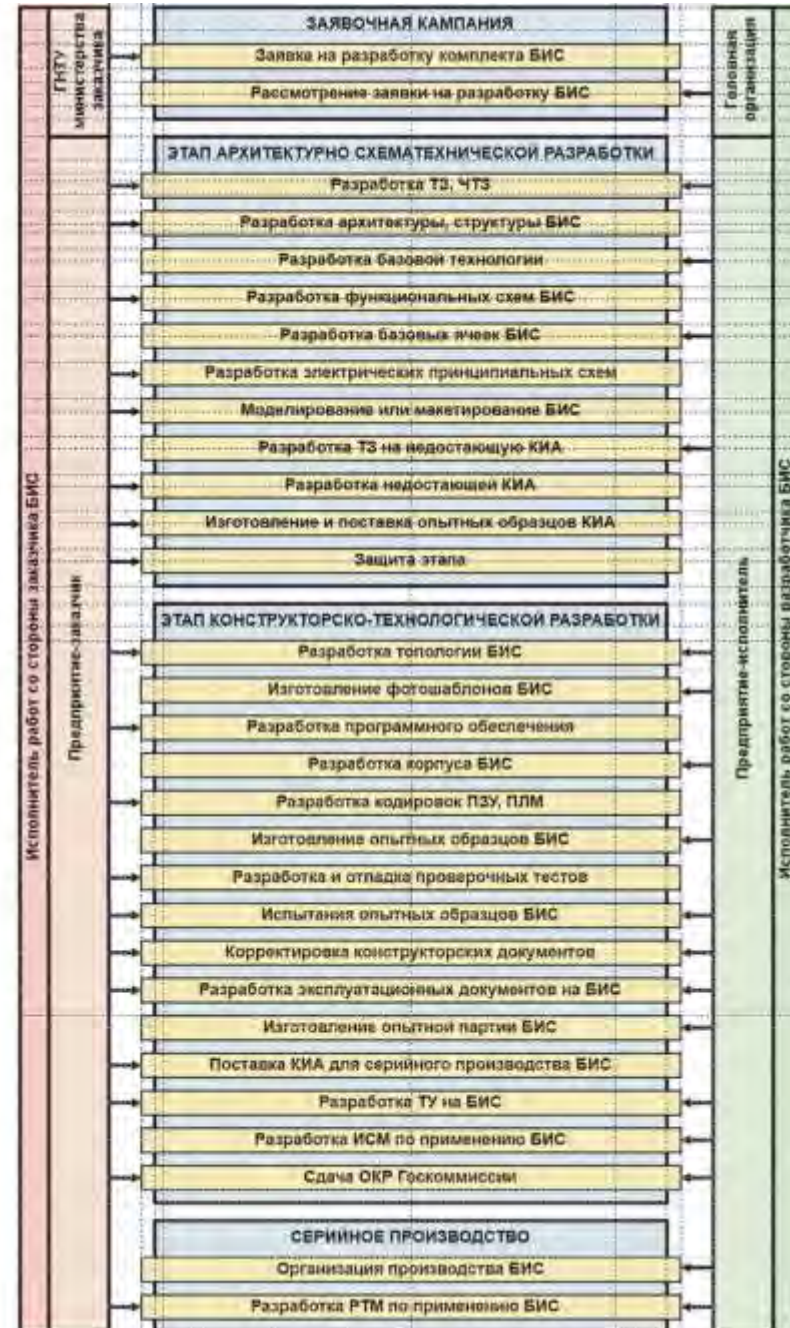 Исполнитель работ со стороны заказчика БИС
ГНТУ министерства заказчика
Предприятие-заказчик
ЗАЯВОЧНАЯ КАМПАНИЯ
Заявка на разработку комплекта БИС
Рассмотрение заявки на разработку БИС
ЭТАП АРХИТЕКТУРНО СХЕМАТЕХНИЧЕСКОЙ РАЗРАБОТКИ
Разработка ТЗ, ЧТЗ
Разработка архитектуры, структуры БИС
Разработка базовой технологии
Разработка функциональных схем БИС
Разработка базовых ячеек БИС
Разработка электрических принципиальных схем
Моделирование или макетирование БИС
Разработка ТЗ на недостающую КИА
Разработка недостающей КИА
Изготовление и поставка опытных образцов КИА
Защита этапа
ЭТАП КОНСТРУКТОРСКО-ТЕХНОЛОГИЧЕСКОЙ РАЗРАБОТКИ
Разработка топологии БИС
Изготовление фотошаблонов БИС
Разработка программного обеспечения
Разработка корпуса БИС
Разработка кодировок ПЗУ, ПЛМ
Изготовление опытных образцов БИС
Разработка и отладка проверочных тестов
Испытания опытных образцов БИС
Корректировка конструкторских документов
Разработка эксплуатационных документов на БИС
Изготовление опытной партии БИС
Поставка КИА для серийного производства БИС
Разработка ТУ на БИС
Разработка ИСМ по применению БИС
Сдача ОКР Госкомиссии
СЕРИЙНОЕ ПРОИЗВОДСТВО
Организация производства БИС
Разработка РТМ по применению БИС
Головная организация
Предприятие-исполнитель
Исполнитель работ со стороны разработчика БИС